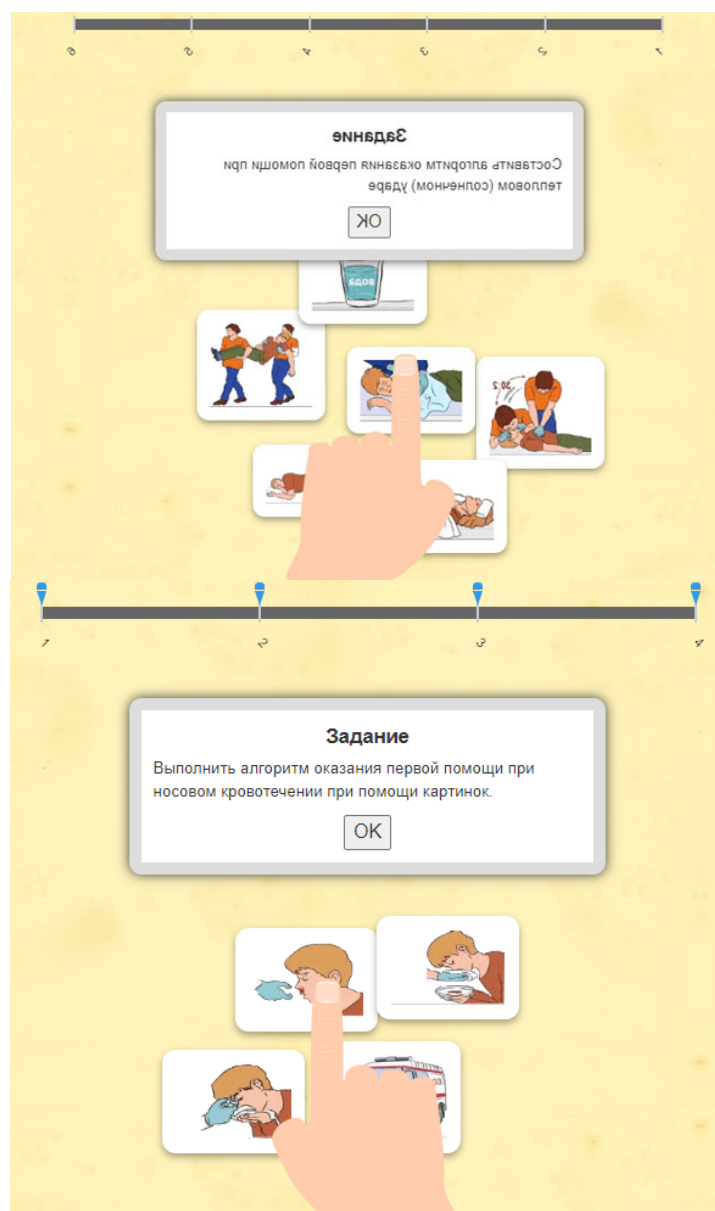 6 5 4 3 2 1
Задание
Составить алгоритм оказания первой помощи при
тепловом (солнечном) ударе
OK
вода
30:2
1 2 3 4
Задание
Выполнить алгоритм оказания первой помощи при
носовом кровотечении при помощи картинок.
OK